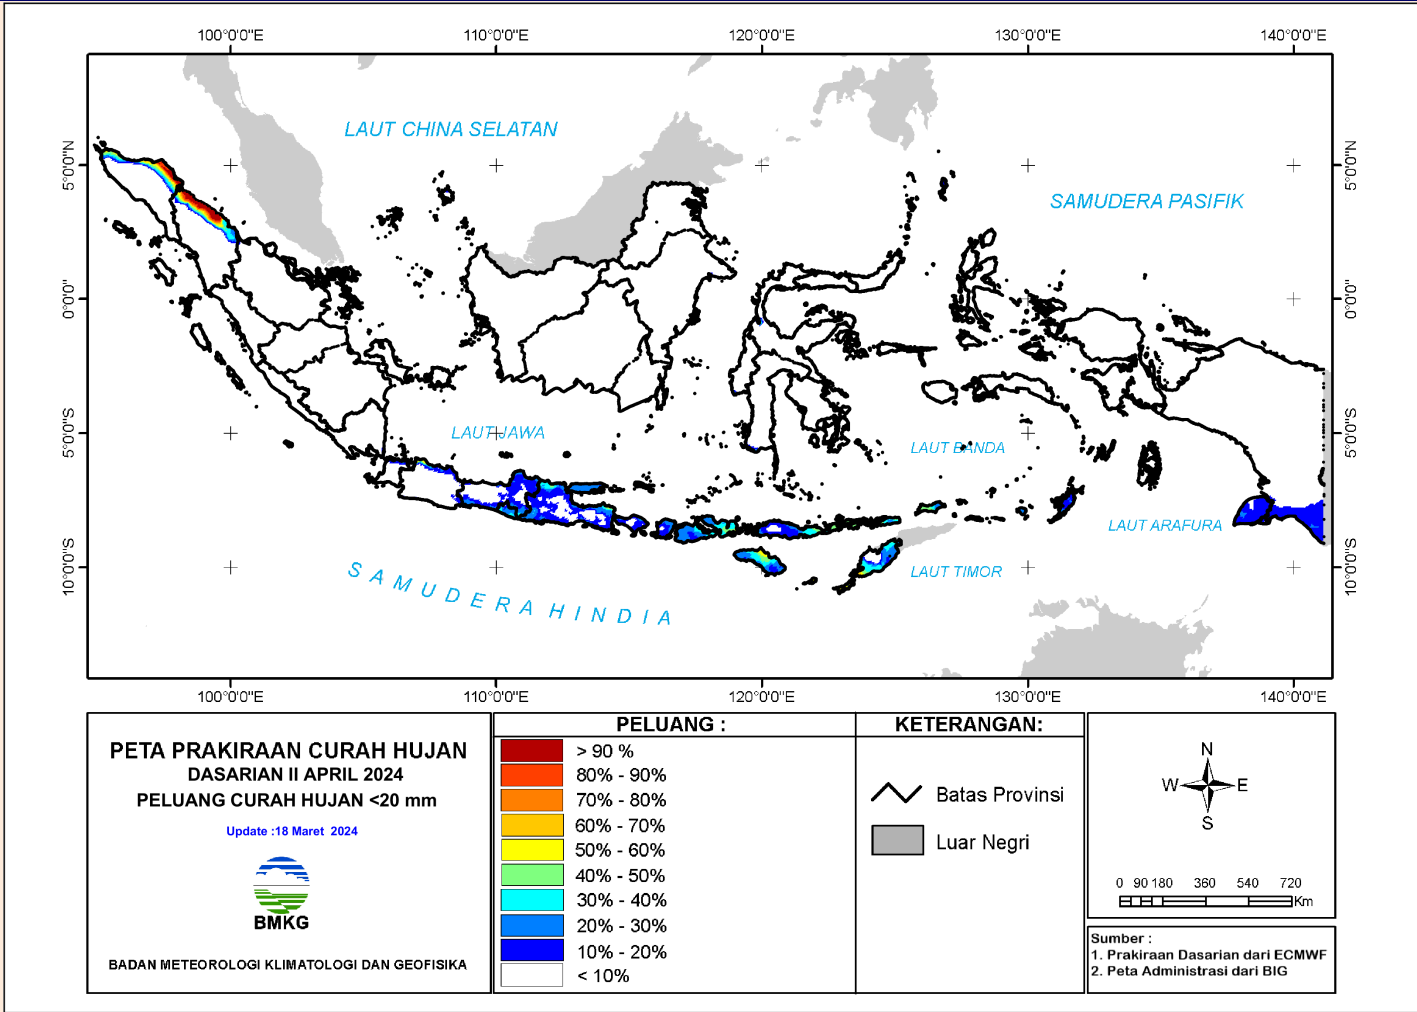 100°0'0"E 110°0'0"E 120°0'0"E 130°0'0"E 140°0'0"E
5°0'0"N
0°0'0"
5°0'0"S
10°0'0"S
LAUT CHINA SELATAN
SAMUDERA PASIFIK
LAUT JAWA
LAUT BANDA
LAUT ARAFURA
LAUT TIMOR
SAMUDERA HINDIA
5°0'0"N
0°0'0"
5°0'0"S
10°0'0"S
100°0'0"E 110°0'0"E 120°0'0"E 130°0'0"E 140°0'0"E
PETA PRAKIRAAN CURAH HUJAN
DASARIAN II APRIL 2024
PELUANG CURAH HUJAN <20 mm
Update :18 Maret 2024
BMKG
BADAN METEOROLOGI KLIMATOLOGI DAN GEOFISIKA
PELUANG :
> 90 %
80% - 90%
70% - 80%
60% - 70%
50% - 60%
40% - 50%
30% - 40%
20% - 30%
10% - 20%
< 10%
KETERANGAN:
Batas Provinsi
Luar Negri
N
W E
S
0 90 180 360 540 720
Km
Sumber :
1. Prakiraan Dasarian dari ECMWF
2. Peta Administrasi dari BIG